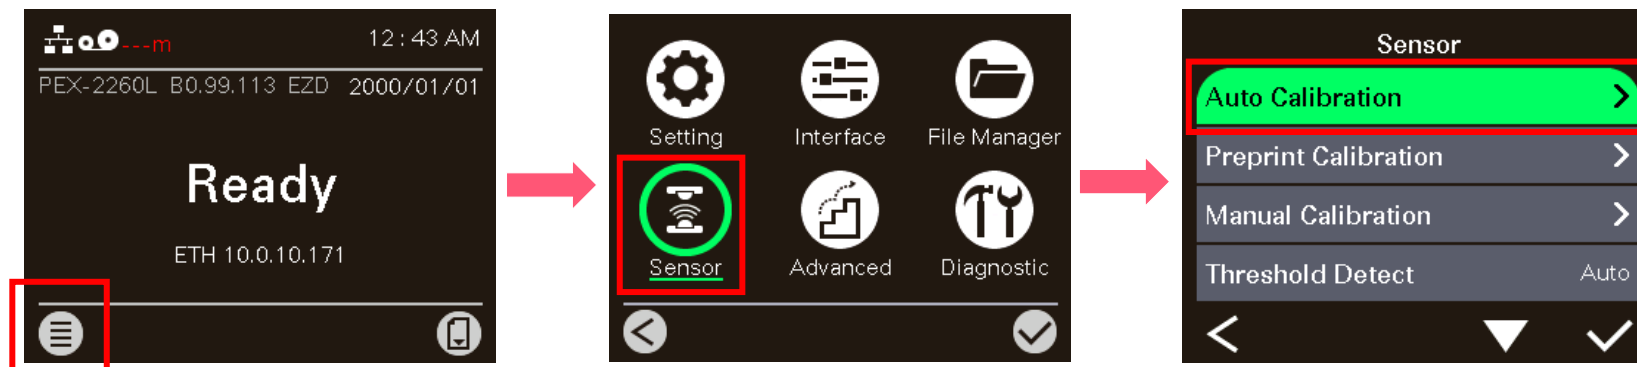 ---m 12:43 AM
PEX-2260L B0.99.113 EZD 2000/01/01
Ready
ETH 10.0.10.171
Setting Interface File Manager
Sensor Advanced Diagnostic
Sensor
Auto Calibration
Preprint Calibration
Manual Calibration
Threshold Detect Auto